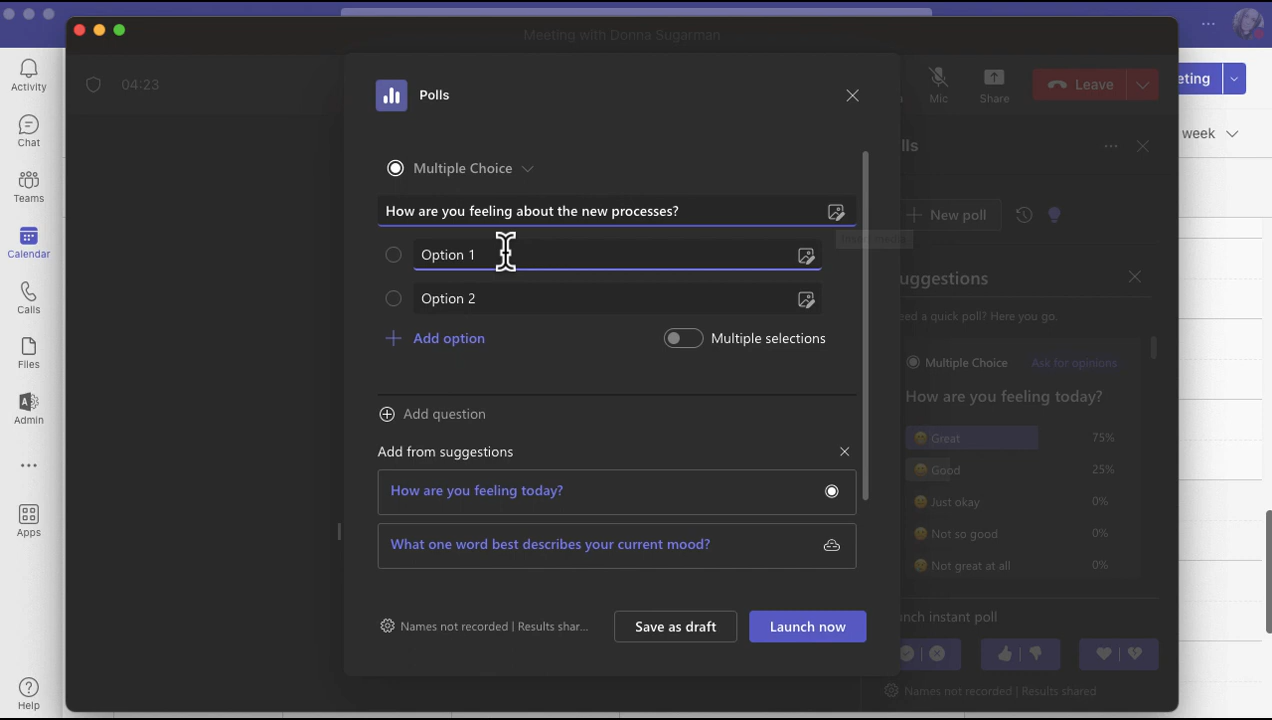 Meeting with Donna Sugarman
04:23
Mic
Share
Leave
eting
week
Activity
Chat
Teams
Calendar
Calls
Files
Admin
Apps
Help
Polls
Multiple Choice
How are you feeling about the new processes?
Option 1
Option 2
Add option
Multiple selections
Add question
Add from suggestions
How are you feeling today?
What one word best describes your current mood?
Names not recorded | Results shar...
Save as draft
Launch now
lls
New poll
uggestions
eed a quick poll? Here you go.
Multiple Choice
Ask for opinions
How are you feeling today?
Great 75%
Good 25%
Just okay 0%
Not so good 0%
Not great at all 0%
nch instant poll
Names not recorded | Results shared